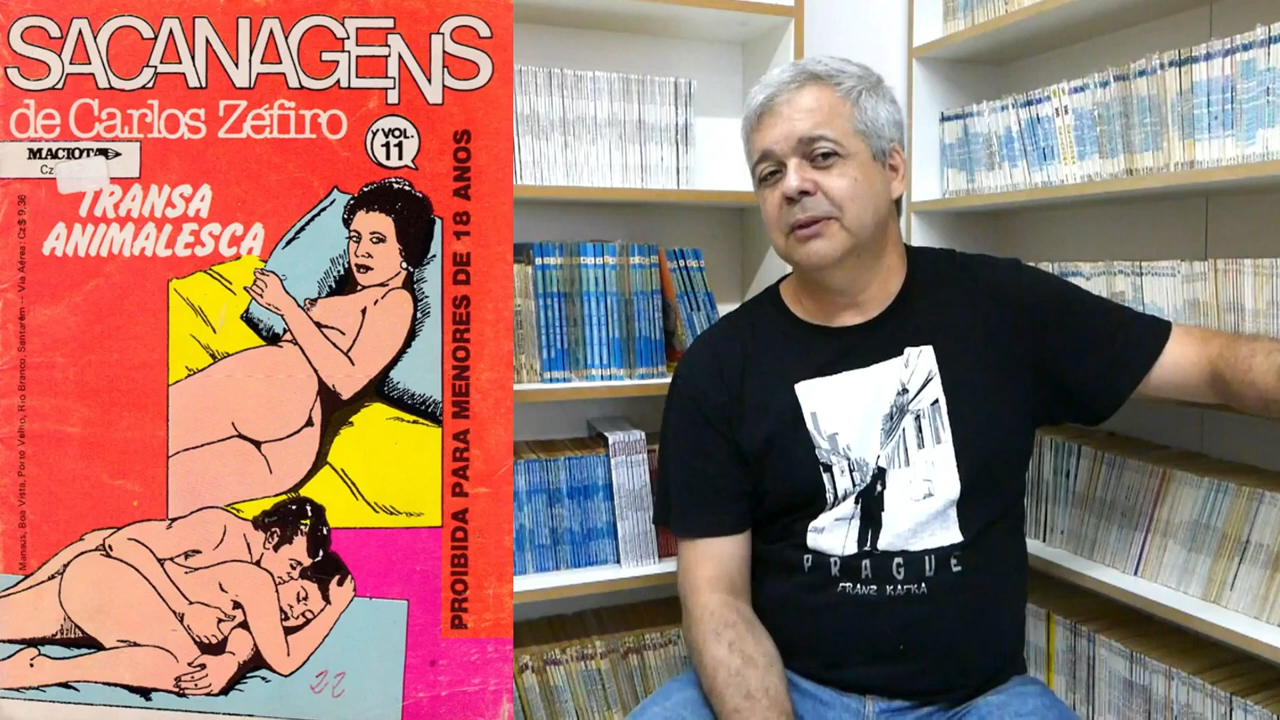 SACANAGENS
de Carlos Zéfiro
VOL.
11
MACIOTA
Cz
TRANSA
ANIMALESCA
PROIBIDA PARA MENORES DE 18 ANOS
Manaus, Boa Vista, Porto Velho, Rio Branco, Santarém -- Via Aérea: Cz$ 9,36
22
PRAGUE
FRANZ KAFKA